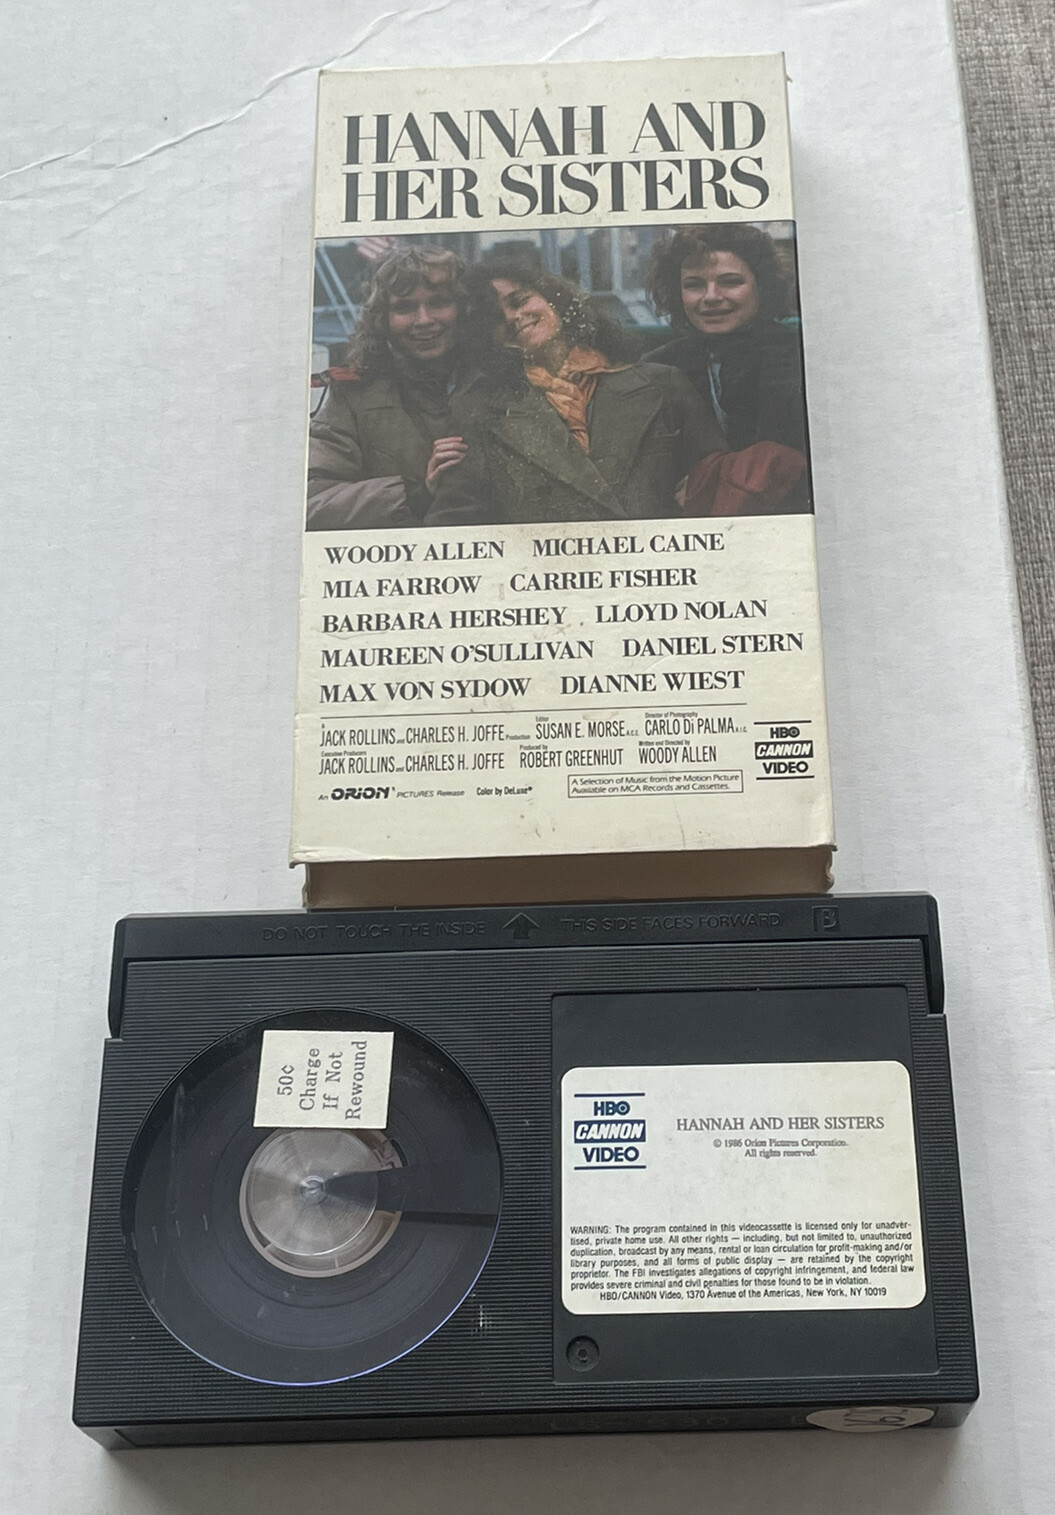 HANNAH AND
HER SISTERS
WOODY ALLEN MICHAEL CAINE
MIA FARROW CARRIE FISHER
BARBARA HERSHEY LLOYD NOLAN
MAUREEN O'SULLIVAN DANIEL STERN
MAX VON SYDOW DIANNE WIEST
A JACK ROLLINS and CHARLES H. JOFFE Production Editor SUSAN E. MORSE A.C.E. Director of Photography CARLO Di PALMA A.I.C.
Executive Producers JACK ROLLINS and CHARLES H. JOFFE Produced by ROBERT GREENHUT Written and Directed by WOODY ALLEN
An ORION PICTURES Release Color by DeLuxe®
A Selection of Music from the Motion Picture
Available on MCA Records and Cassettes.
HBO
CANNON
VIDEO
DO NOT TOUCH THE INSIDE THIS SIDE FACES FORWARD B
50¢
Charge
If Not
Rewound
HBO
CANNON
VIDEO
HANNAH AND HER SISTERS
© 1986 Orion Pictures Corporation.
All rights reserved.
WARNING: The program contained in this videocassette is licensed only for unadver-
tised, private home use. All other rights — including, but not limited to, unauthorized
duplication, broadcast by any means, rental or loan circulation for profit-making and/or
library purposes, and all forms of public display — are retained by the copyright
proprietor. The FBI investigates allegations of copyright infringement, and federal law
provides severe criminal and civil penalties for those found to be in violation.
HBO/CANNON Video, 1370 Avenue of the Americas, New York, NY 10019